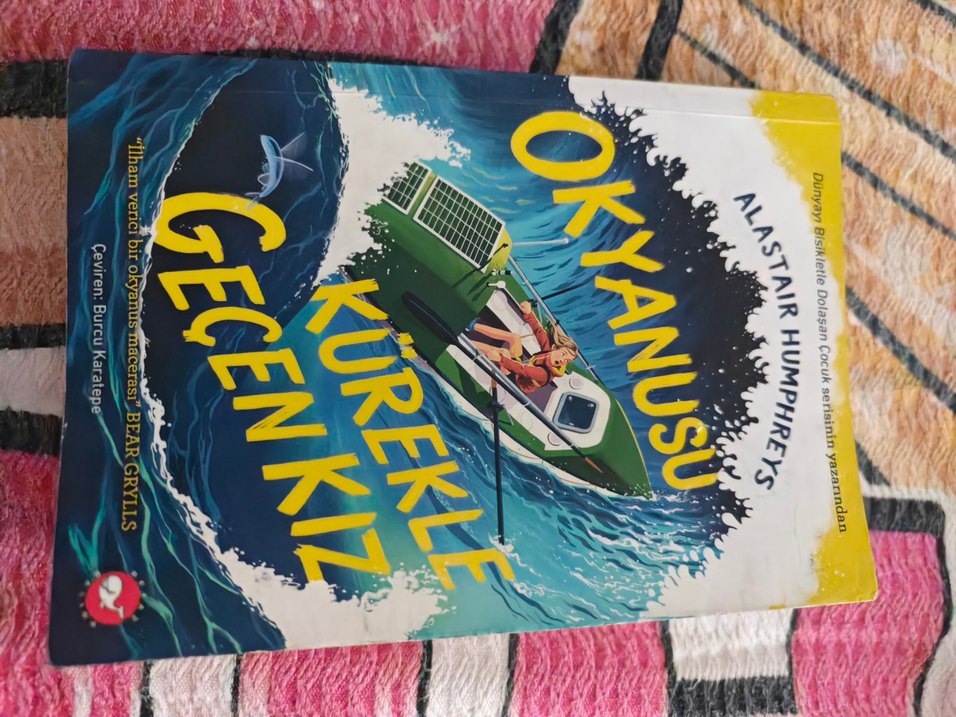 Dünyayı Bisikletle Dolaşan Çocuk serisinin yazarından
ALASTAIR HUMPHREYS
OKYANUSU
KÜREKLE
GEÇEN KIZ
"İlham verici bir okyanus macerası" BEAR GRYLLS
Çeviren: Burcu Karatepe